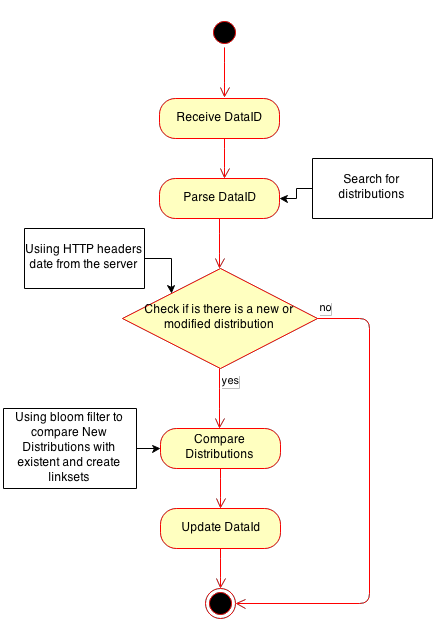 Receive DataID
Parse DataID
Search for
distributions
Usiing HTTP headers
date from the server
Check if is there is a new or
modified distribution
no
yes
Using bloom filter to
compare New
Distributions with
existent and create
linksets
Compare
Distributions
Update DataId